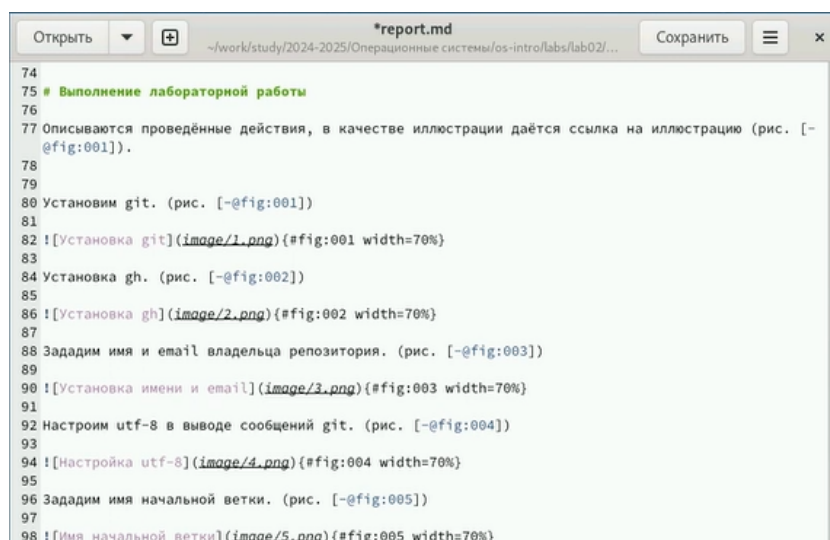 Открыть
*report.md
~/work/study/2024-2025/Операционные системы/os-intro/labs/lab02/...
Сохранить
74
75 # Выполнение лабораторной работы
76
77 Описываются проведённые действия, в качестве иллюстрации даётся ссылка на иллюстрацию (рис. [-
@fig:001]).
78
79
80 Установим git. (рис. [-@fig:001])
81
82 ![Установка git](image/1.png){#fig:001 width=70%}
83
84 Установка gh. (рис. [-@fig:002])
85
86 ![Установка gh](image/2.png){#fig:002 width=70%}
87
88 Зададим имя и email владельца репозитория. (рис. [-@fig:003])
89
90 ![Установка имени и email](image/3.png){#fig:003 width=70%}
91
92 Настроим utf-8 в выводе сообщений git. (рис. [-@fig:004])
93
94 ![Настройка utf-8](image/4.png){#fig:004 width=70%}
95
96 Зададим имя начальной ветки. (рис. [-@fig:005])
97
98 ![Имя начальной ветки](image/5.png){#fig:005 width=70%}